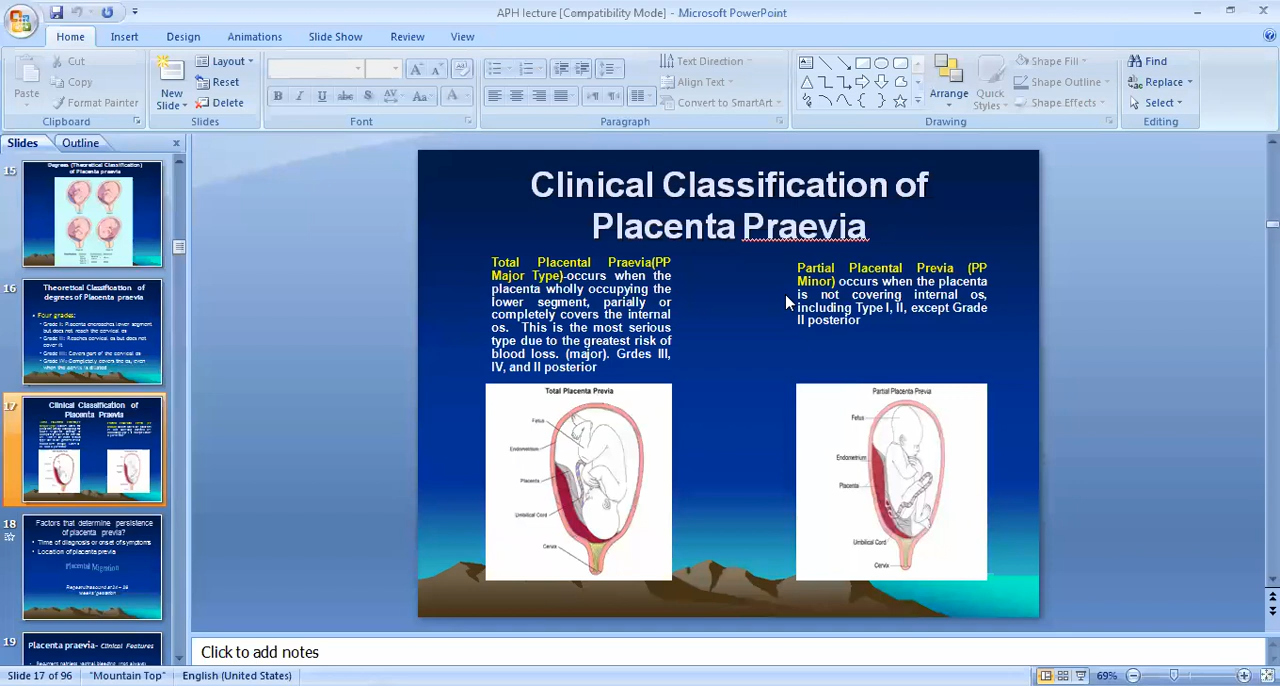 APH lecture [Compatibility Mode] - Microsoft PowerPoint
Home Insert Design Animations Slide Show Review View
Paste
Cut
Copy
Format Painter
Clipboard
New
Slide
Layout
Reset
Delete
Slides
B I U abc S AV Aa A
Font
Text Direction
Align Text
Convert to SmartArt
Paragraph
Arrange
Quick
Styles
Shape Fill
Shape Outline
Shape Effects
Drawing
Find
Replace
Select
Editing
Slides Outline
15
Degrees (Theoretical Classification)
of Placenta praevia
16
Theoretical Classification of
degrees of Placenta praevia
Four grades:
Grade I: Placenta encroaches lower segment
but does not reach the cervical os
Grade II: Reaches cervical os but does not
cover it
Grade III: Covers part of the cervical os
Grade IV: Completely covers the os, even
when the cervix is dilated
17
Clinical Classification of
Placenta Praevia
18
Factors that determine persistence
of placenta previa?
Time of diagnosis or onset of symptoms
Location of placenta previa
Placental Migration
19
Placenta praevia- Clinical Features
Clinical Classification of
Placenta Praevia
Total Placental Praevia(PP
Major Type)-occurs when the
placenta wholly occupying the
lower segment, parially or
completely covers the internal
os. This is the most serious
type due to the greatest risk of
blood loss. (major). Grdes III,
IV, and II posterior
Partial Placental Previa (PP
Minor) occurs when the placenta
is not covering internal os,
including Type I, II, except Grade
II posterior
Total Placenta Previa
Fetus
Endometrium
Placenta
Umbilical Cord
Cervix
Partial Placenta Previa
Fetus
Endometrium
Placenta
Umbilical Cord
Cervix
Click to add notes
Slide 17 of 96 "Mountain Top" English (United States) 69%